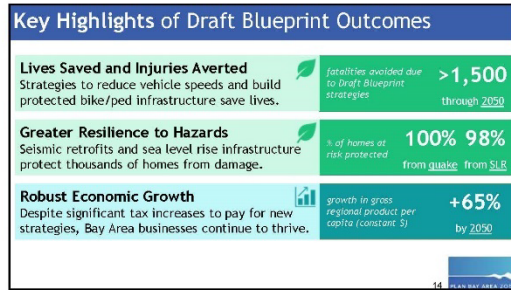 Key Highlights of Draft Blueprint Outcomes
Lives Saved and Injuries Averted
Strategies to reduce vehicle speeds and build
protected bike/ped infrastructure save lives.
fatalities avoided due
to Draft Blueprint
strategies
>1,500
through 2050
Greater Resilience to Hazards
Seismic retrofits and sea level rise infrastructure
protect thousands of homes from damage.
% of homes at
risk protected
100% 98%
from quake from SLR
Robust Economic Growth
Despite significant tax increases to pay for new
strategies, Bay Area businesses continue to thrive.
growth in gross
regional product per
capita (constant $)
+65%
by 2050
14
PLAN BAY AREA